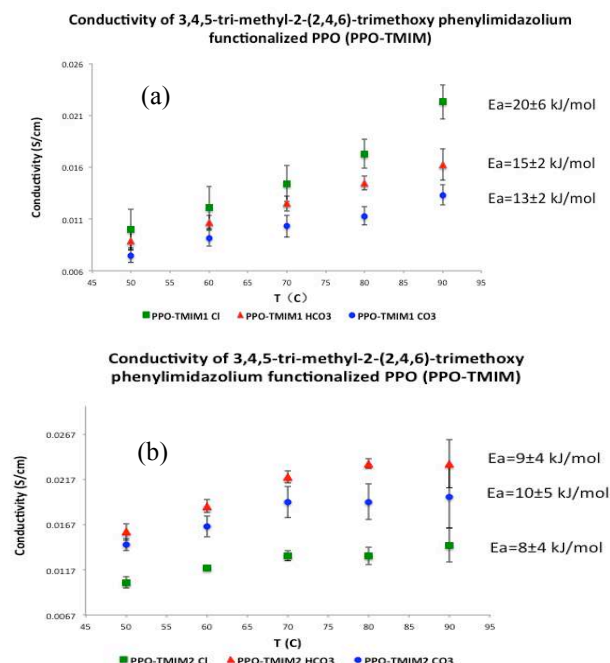 Conductivity of 3,4,5-tri-methyl-2-(2,4,6)-trimethoxy phenylimidazolium
functionalized PPO (PPO-TMIM)
(a)
Conductivity (S/cm)
0.026
0.021
0.016
0.011
0.006
45 50 55 60 65 70 75 80 85 90 95
T (C)
Ea=20±6 kJ/mol
Ea=15±2 kJ/mol
Ea=13±2 kJ/mol
PPO-TMIM1 Cl PPO-TMIM1 HCO3 PPO-TMIM1 CO3
Conductivity of 3,4,5-tri-methyl-2-(2,4,6)-trimethoxy
phenylimidazolium functionalized PPO (PPO-TMIM)
(b)
Conductivity (S/cm)
0.0267
0.0217
0.0167
0.0117
0.0067
45 50 55 60 65 70 75 80 85 90 95
T (C)
Ea=9±4 kJ/mol
Ea=10±5 kJ/mol
Ea=8±4 kJ/mol
PPO-TMIM2 Cl PPO-TMIM2 HCO3 PPO-TMIM2 CO3